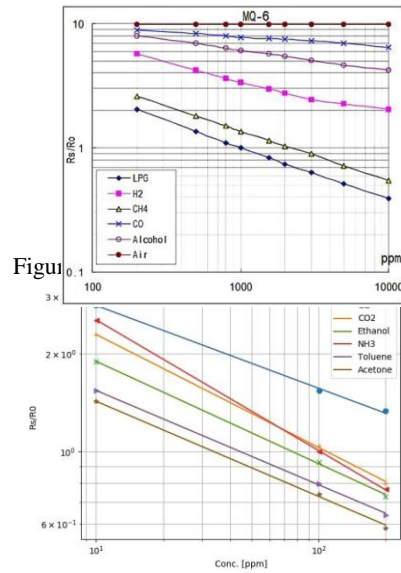 MQ-6
10
1
0.1
Rs/Ro
LPG
H2
CH4
CO
Alcohol
Air
ppm
100
1000
10000
Figur
3 ×
2 × 10⁰
10⁰
6 × 10⁻¹
Rs/R0
CO2
Ethanol
NH3
Toluene
Acetone
10¹
10²
Conc. [ppm]